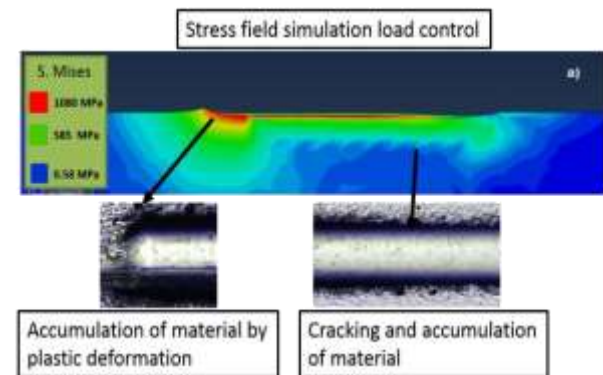 Stress field simulation load control
S. Mises
a)
1080 MPa
585 MPa
6.58 MPa
Accumulation of material by
plastic deformation
Cracking and accumulation
of material